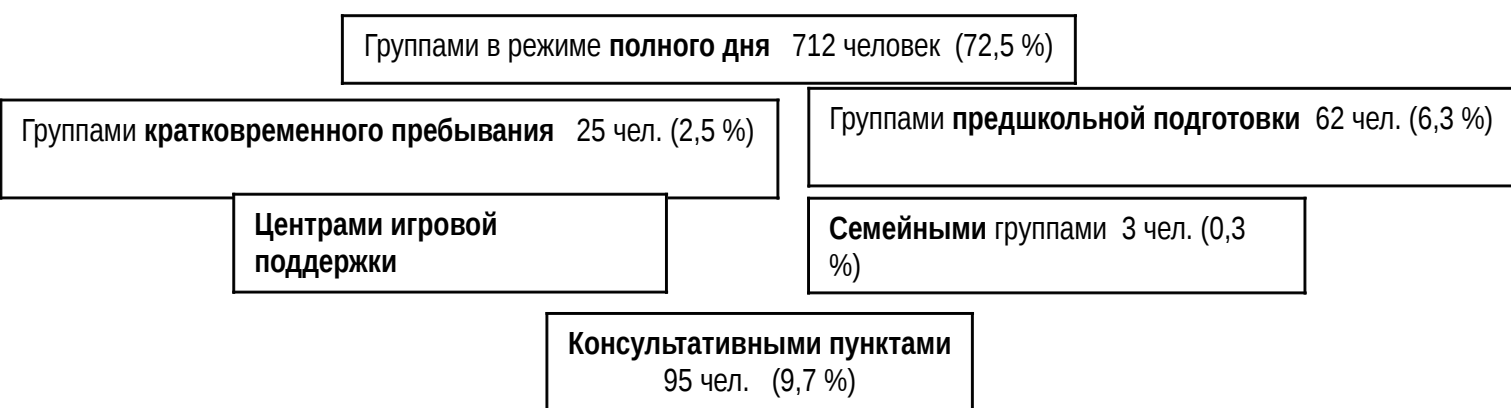 Группами в режиме полного дня 712 человек (72,5 %)
Группами кратковременного пребывания 25 чел. (2,5 %)
Группами предшкольной подготовки 62 чел. (6,3 %)
Центрами игровой
поддержки
Семейными группами 3 чел. (0,3
%)
Консультативными пунктами
95 чел. (9,7 %)